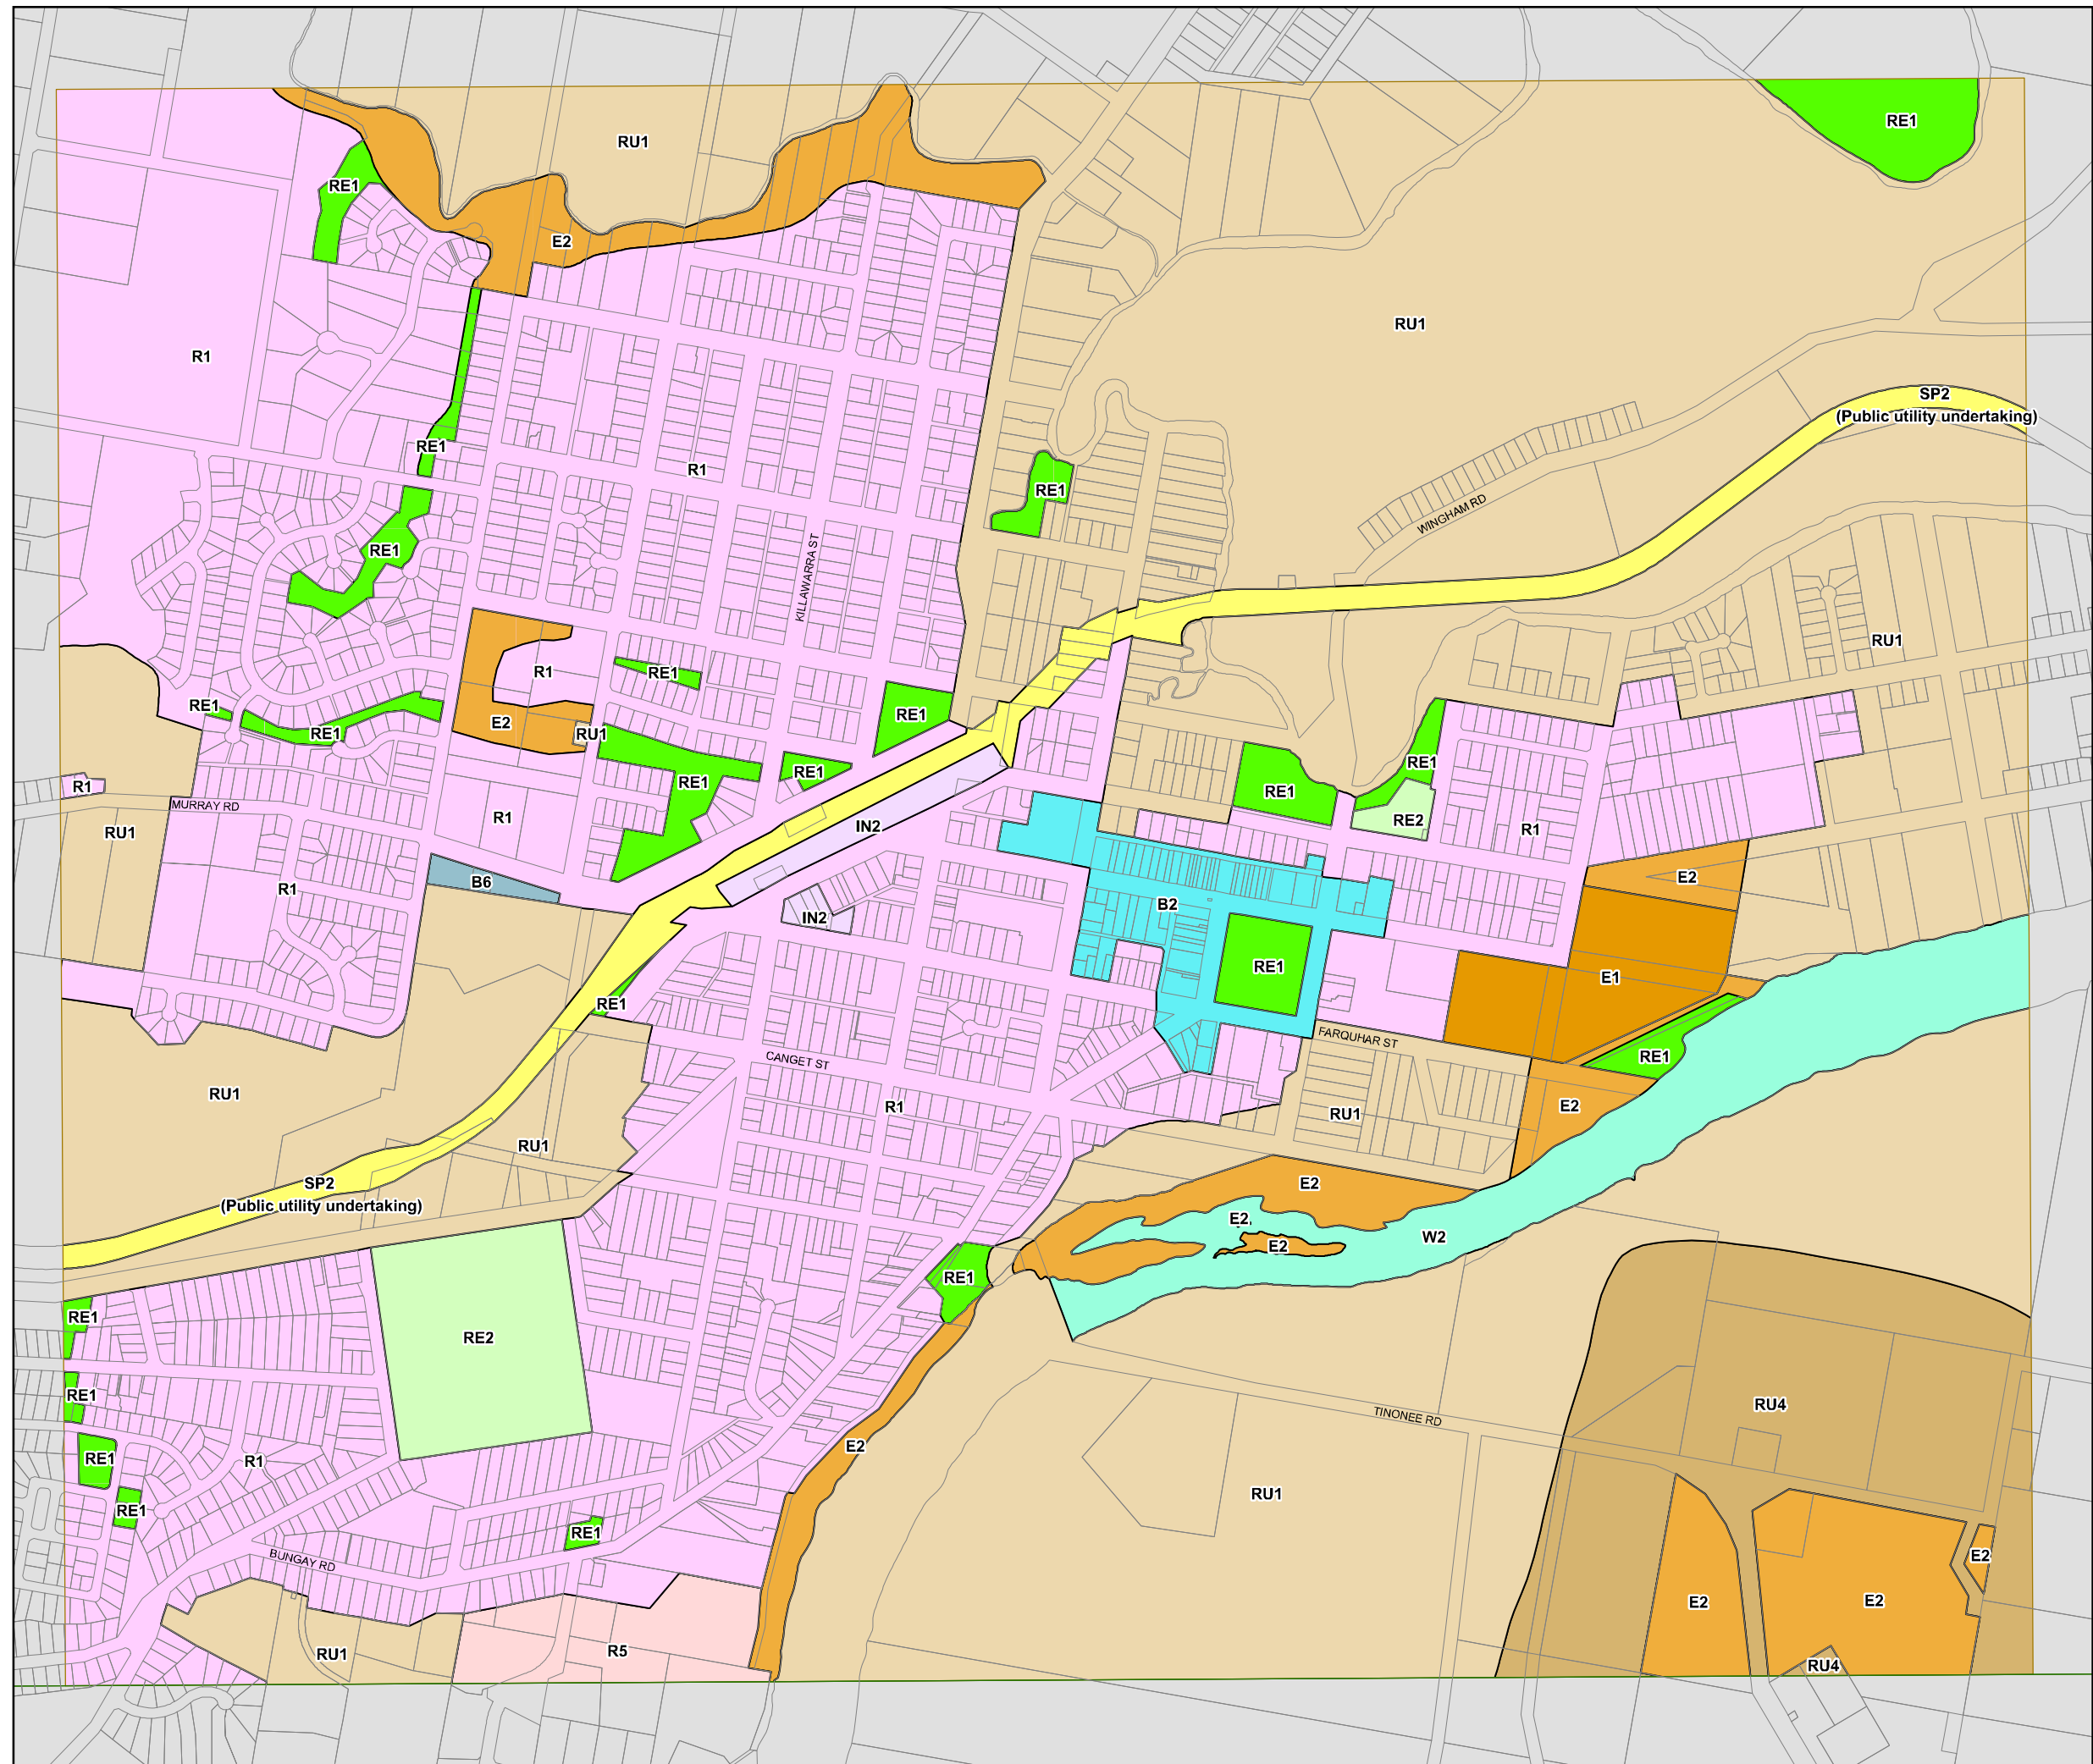 RE1
RU1
RE1
E2
RU1
R1
SP2
(Public utility undertaking)
RE1
R1
RE1
WINGHAM RD
RE1
KILLAWARRA ST
RU1
R1
RE1
RE1
RE1
E2
RE1
RU1
RE1
RE1
RE1
RE1
R1
RE1
MURRAY RD
R1
RE2
IN2
R1
RU1
B6
R1
E2
B2
IN2
RE1
E1
RE1
FARQUHAR ST
RE1
CANGET ST
RU1
R1
E2
RU1
RU1
SP2
(Public utility undertaking)
E2
E2
W2
E2
RE1
RE1
RE2
RE1
RU4
TINONEE RD
E2
RE1
R1
RU1
RE1
RE1
BUNGAY RD
E2
E2
E2
R5
RU1
RU4